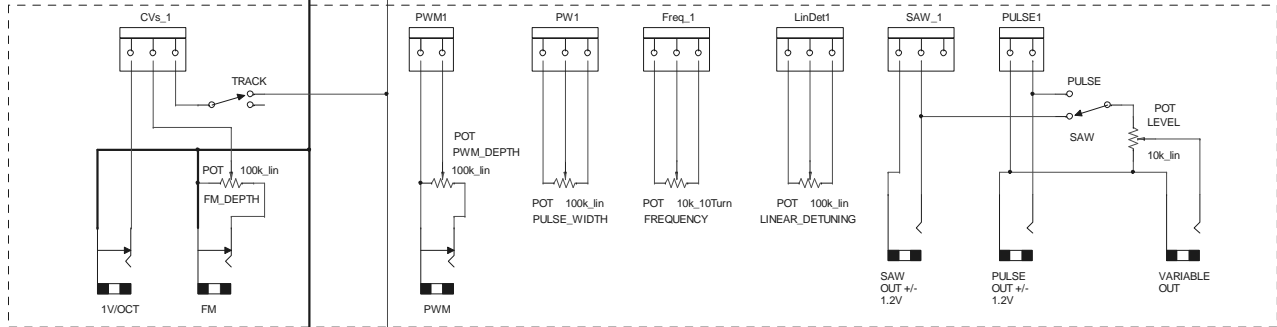 CVs_1
PWM1
PW1
Freq_1
LinDet1
SAW_1
PULSE1
TRACK
PULSE
POT
LEVEL
SAW
10k_lin
POT
PWM_DEPTH
100k_lin
POT 100k_lin
FM_DEPTH
POT 100k_lin
PULSE_WIDTH
POT 10k_10Turn
FREQUENCY
POT 100k_lin
LINEAR_DETUNING
1V/OCT
FM
PWM
SAW
OUT +/-
1.2V
PULSE
OUT +/-
1.2V
VARIABLE
OUT